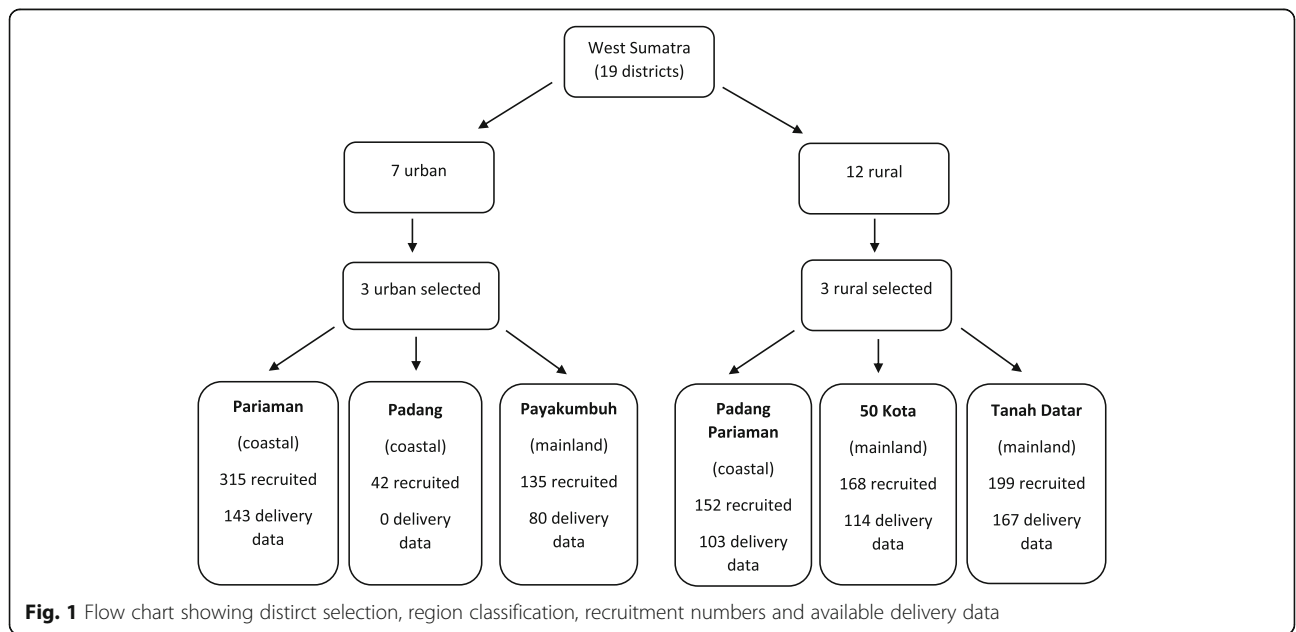 West Sumatra
(19 districts)
7 urban
12 rural
3 urban selected
3 rural selected
Pariaman
(coastal)
315 recruited
143 delivery
data
Padang
(coastal)
42 recruited
0 delivery
data
Payakumbuh
(mainland)
135 recruited
80 delivery
data
Padang
Pariaman
(coastal)
152 recruited
103 delivery
data
50 Kota
(mainland)
168 recruited
114 delivery
data
Tanah Datar
(mainland)
199 recruited
167 delivery
data
Fig. 1 Flow chart showing distirct selection, region classification, recruitment numbers and available delivery data